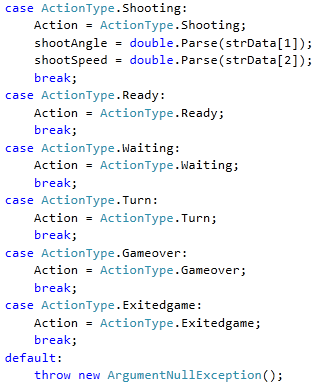 case ActionType.Shooting:
    Action = ActionType.Shooting;
    shootAngle = double.Parse(strData[1]);
    shootSpeed = double.Parse(strData[2]);
    break;
case ActionType.Ready:
    Action = ActionType.Ready;
    break;
case ActionType.Waiting:
    Action = ActionType.Waiting;
    break;
case ActionType.Turn:
    Action = ActionType.Turn;
    break;
case ActionType.Gameover:
    Action = ActionType.Gameover;
    break;
case ActionType.Exitedgame:
    Action = ActionType.Exitedgame;
    break;
default:
    throw new ArgumentNullException();